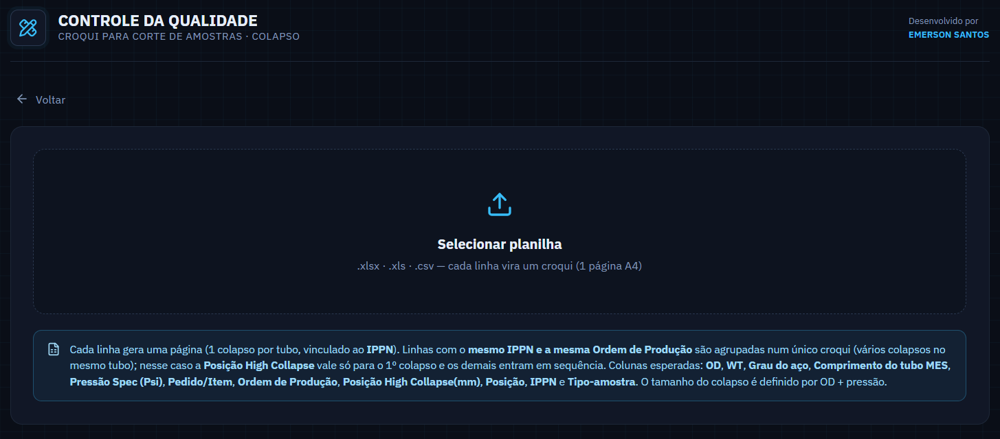 CONTROLE DA QUALIDADE
CROQUI PARA CORTE DE AMOSTRAS · COLAPSO
Desenvolvido por
EMERSON SANTOS
Voltar
Selecionar planilha
.xlsx · .xls · .csv — cada linha vira um croqui (1 página A4)
Cada linha gera uma página (1 colapso por tubo, vinculado ao IPPN). Linhas com o mesmo IPPN e a mesma Ordem de Produção são agrupadas num único croqui (vários colapsos no
mesmo tubo); nesse caso a Posição High Collapse vale só para o 1º colapso e os demais entram em sequência. Colunas esperadas: OD, WT, Grau do aço, Comprimento do tubo MES,
Pressão Spec (Psi), Pedido/Item, Ordem de Produção, Posição High Collapse(mm), Posição, IPPN e Tipo-amostra. O tamanho do colapso é definido por OD + pressão.